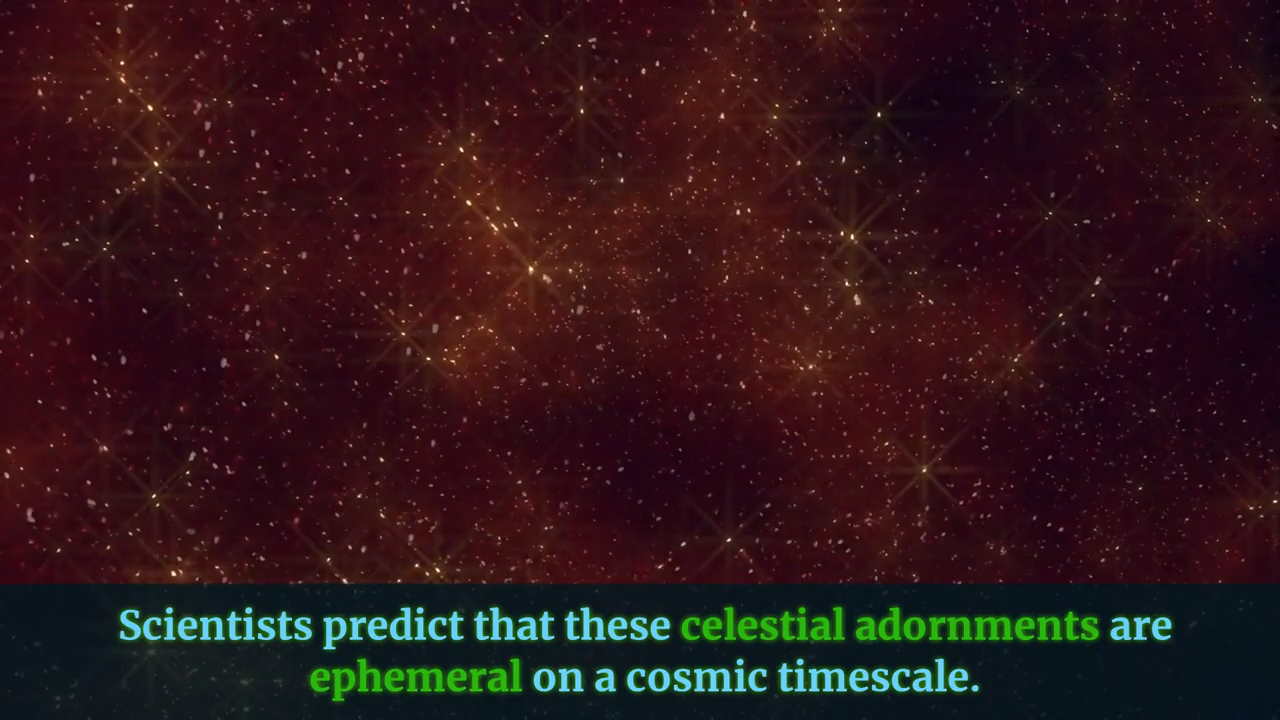 Scientists predict that these celestial adornments are
ephemeral on a cosmic timescale.